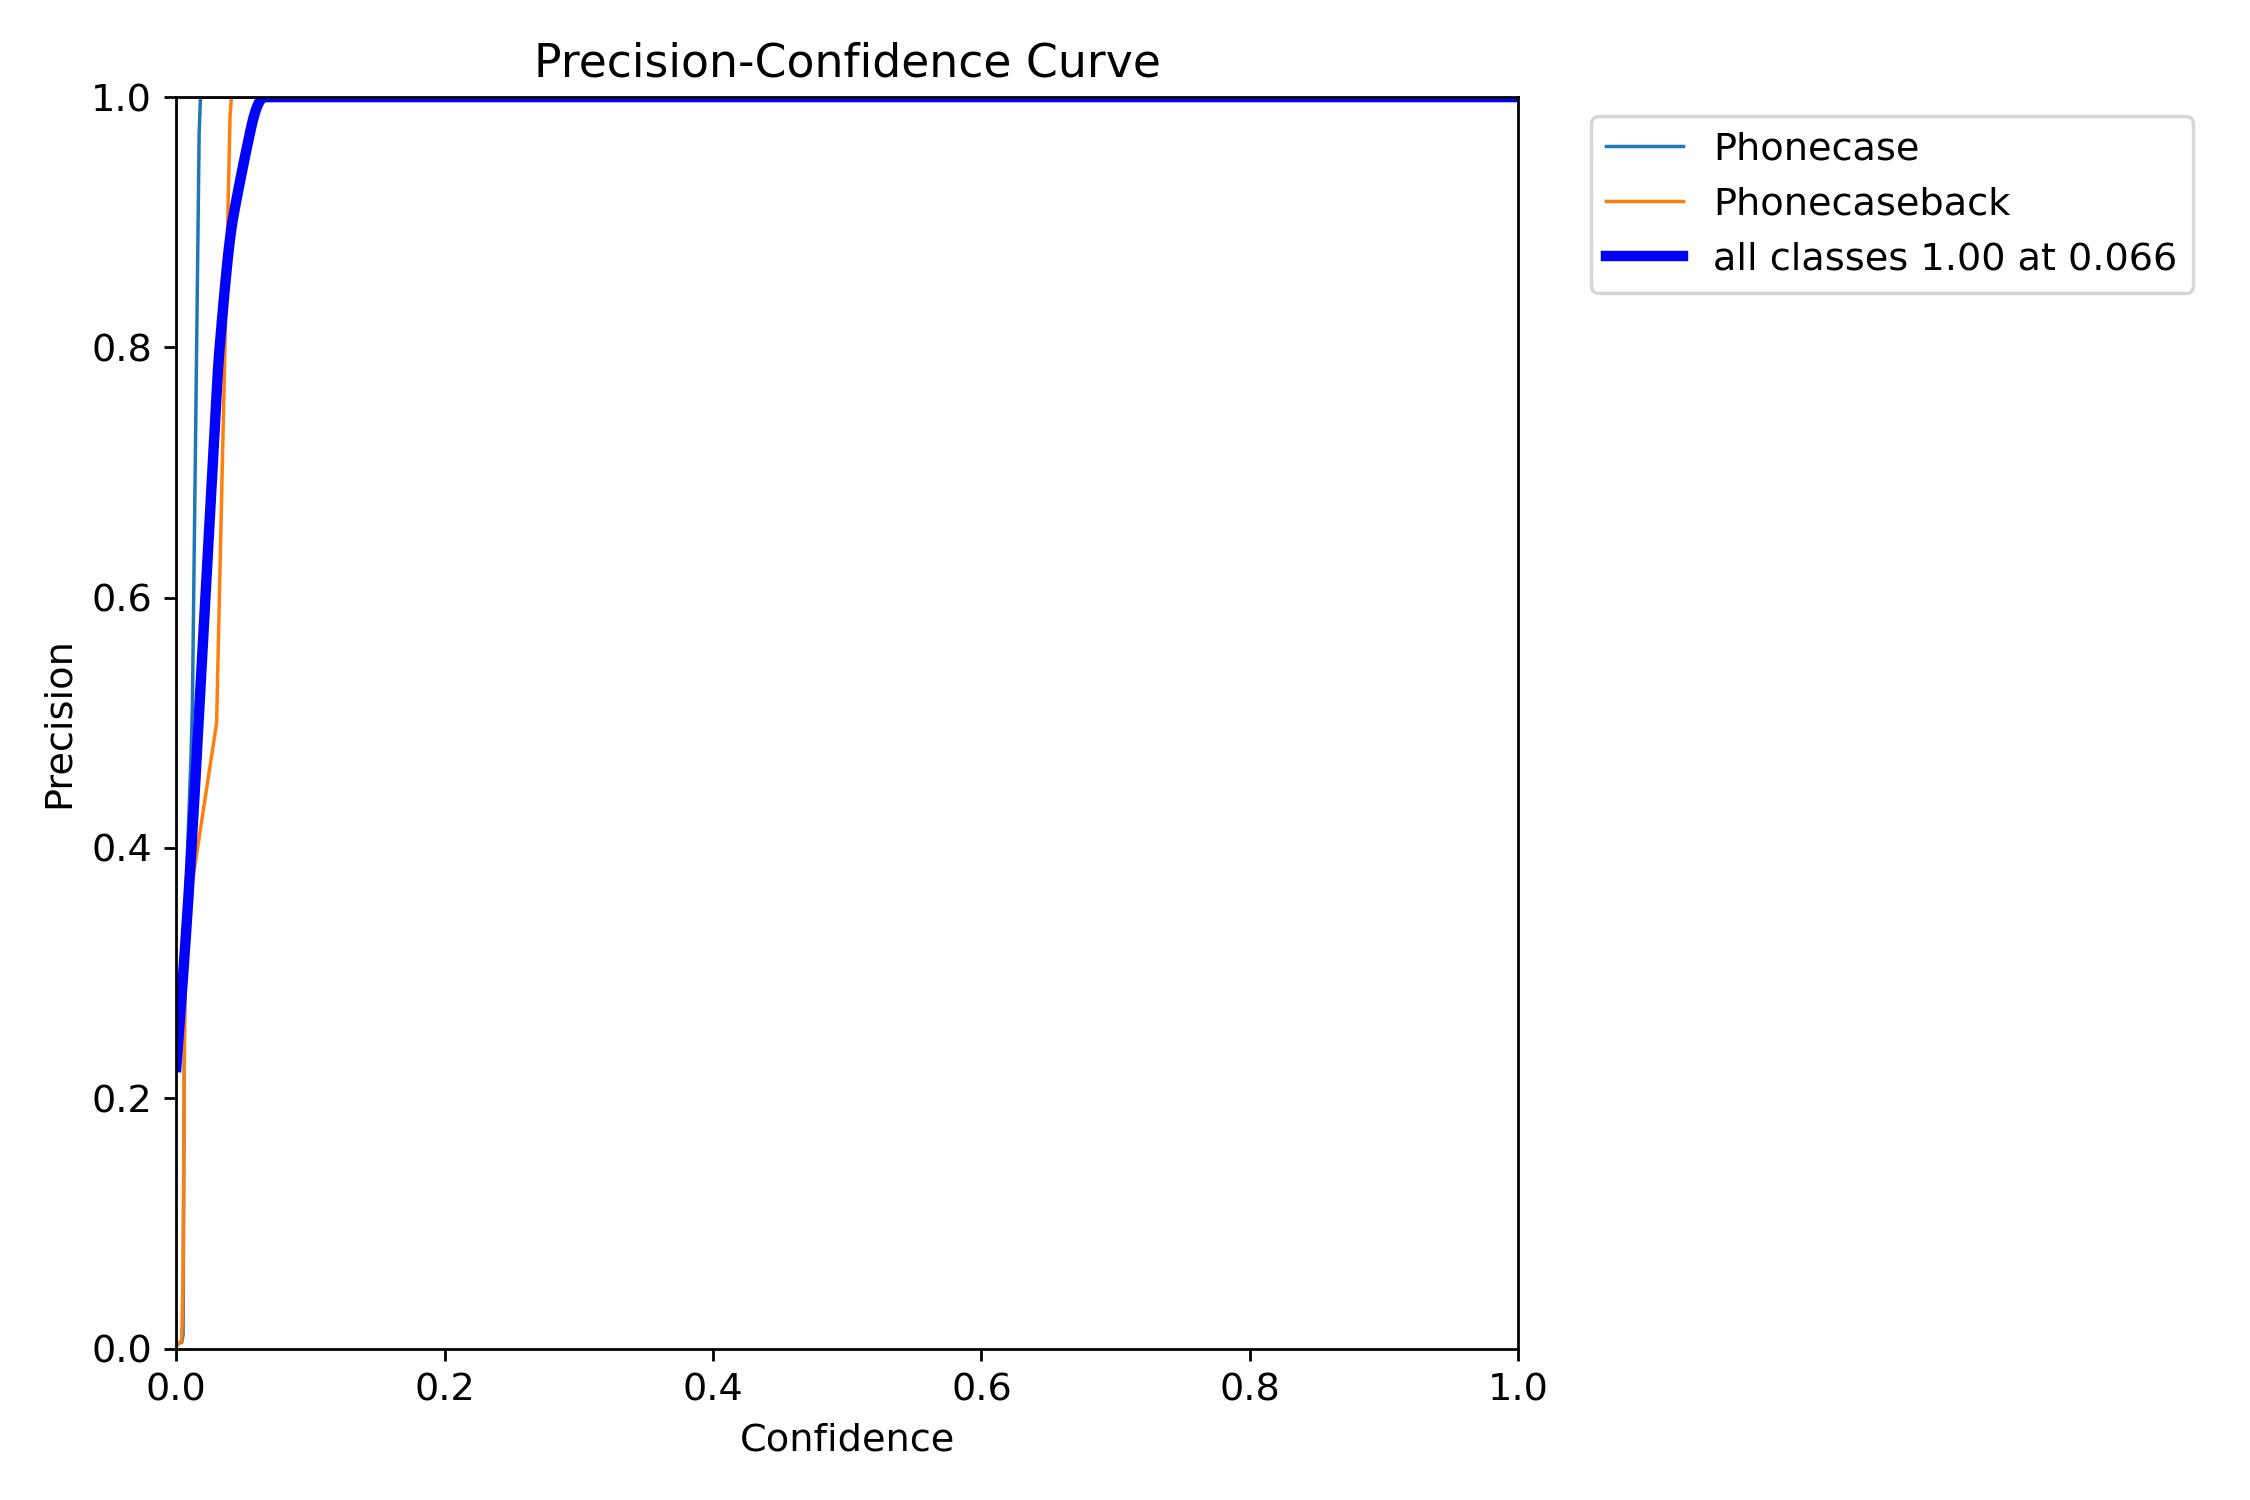 Precision-Confidence Curve
Phonecase
Phonecaseback
all classes 1.00 at 0.066
Precision
1.0
0.8
0.6
0.4
0.2
0.0
0.0 0.2 0.4 0.6 0.8 1.0
Confidence